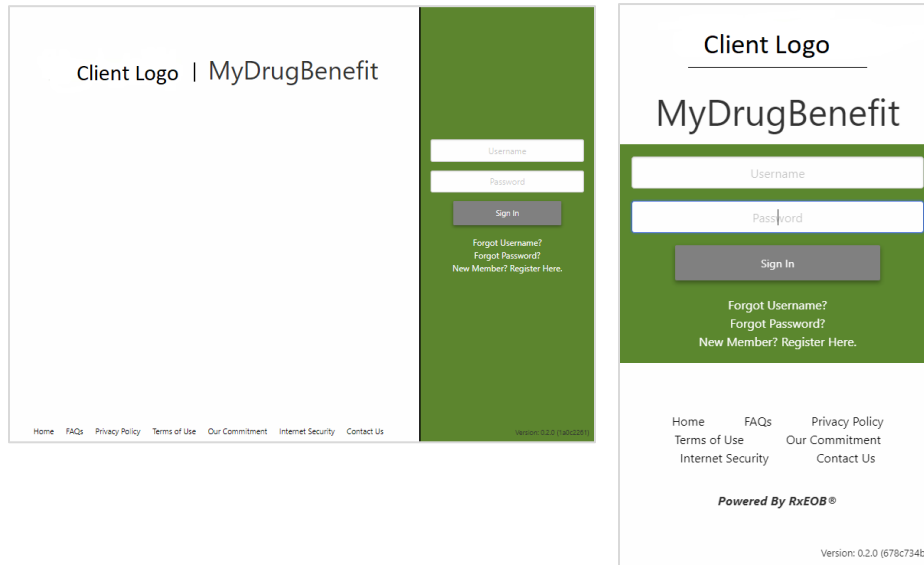 Client Logo | MyDrugBenefit
Username
Password
Sign In
Forgot Username?
Forgot Password?
New Member? Register Here.
Home FAQs Privacy Policy Terms of Use Our Commitment Internet Security Contact Us
Version: 0.2.0 (1a0c2261)
Client Logo
MyDrugBenefit
Username
Password
Sign In
Forgot Username?
Forgot Password?
New Member? Register Here.
Home FAQs Privacy Policy
Terms of Use Our Commitment
Internet Security Contact Us
Powered By RxEOB®
Version: 0.2.0 (678c734b